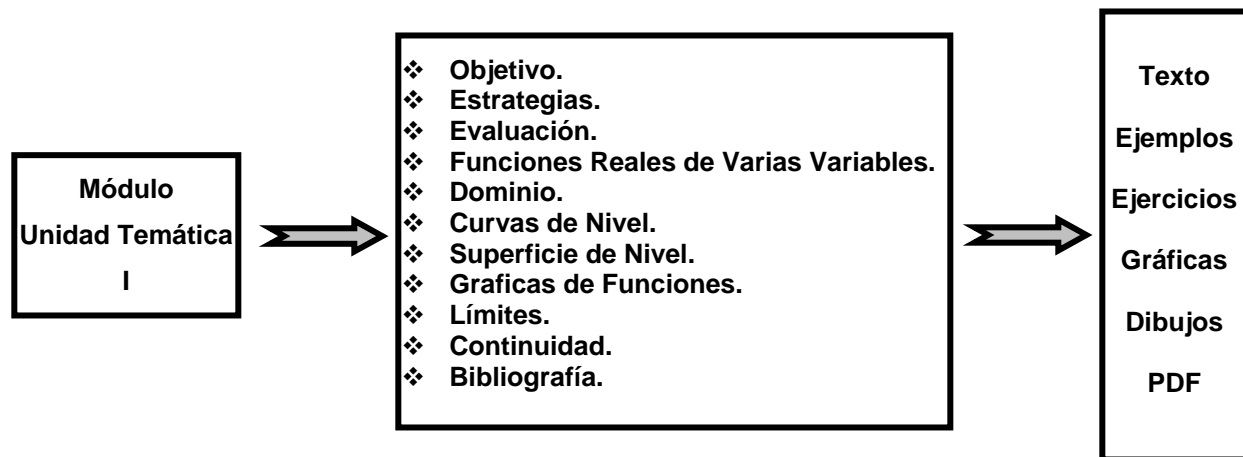 Módulo
Unidad Temática
I
❖ Objetivo.
❖ Estrategias.
❖ Evaluación.
❖ Funciones Reales de Varias Variables.
❖ Dominio.
❖ Curvas de Nivel.
❖ Superficie de Nivel.
❖ Graficas de Funciones.
❖ Límites.
❖ Continuidad.
❖ Bibliografía.
Texto
Ejemplos
Ejercicios
Gráficas
Dibujos
PDF